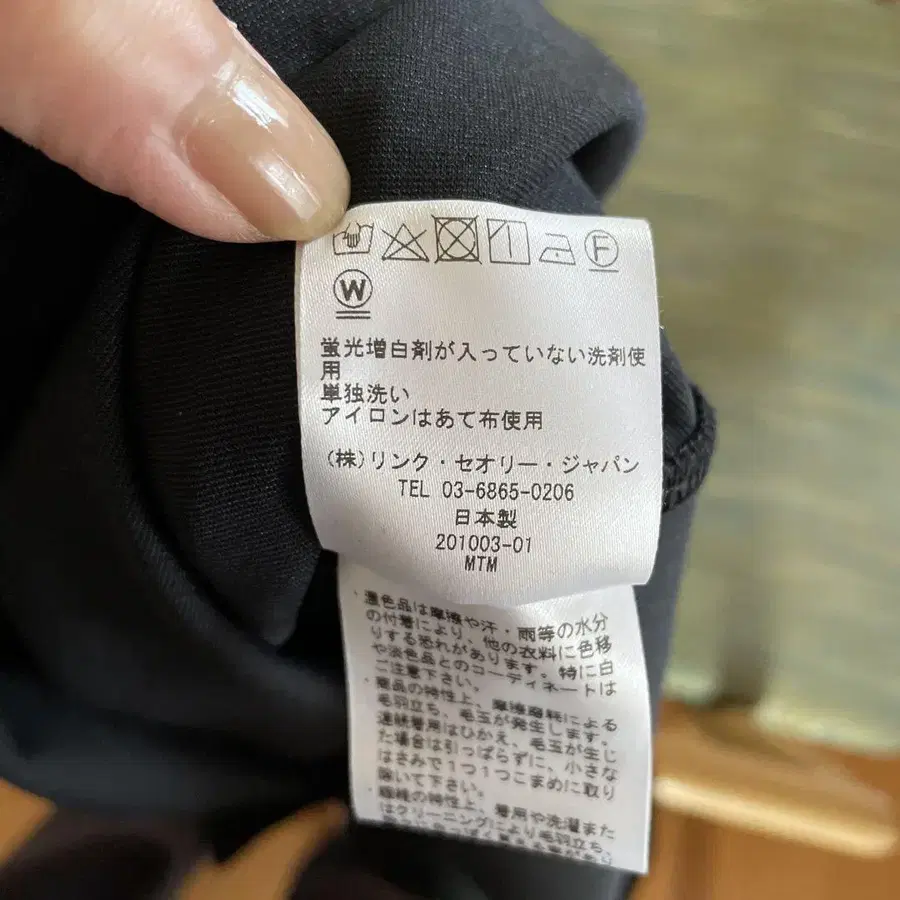 F
W
蛍光増白剤が入っていない洗剤使
用
単独洗い
アイロンはあて布使用
(株)リンク・セオリー・ジャパン
TEL 03-6865-0206
日本製
201003-01
MTM
・濃色品は摩擦や汗・雨等の水分
の付着により、他の衣料に色移
りする恐れがあります。特に白
や淡色品とのコーディネートは
ご注意下さい。
・商品の特性上、摩擦磨耗による
毛羽立ち、毛玉が発生します。
連続着用はひかえ、毛玉が生じ
た場合は引っぱらずに、小さな
はさみで1つ1つこまめに取り
除いて下さい。
・繊維の特性上、着用や洗濯また
はクリーニングにより毛羽立ち、